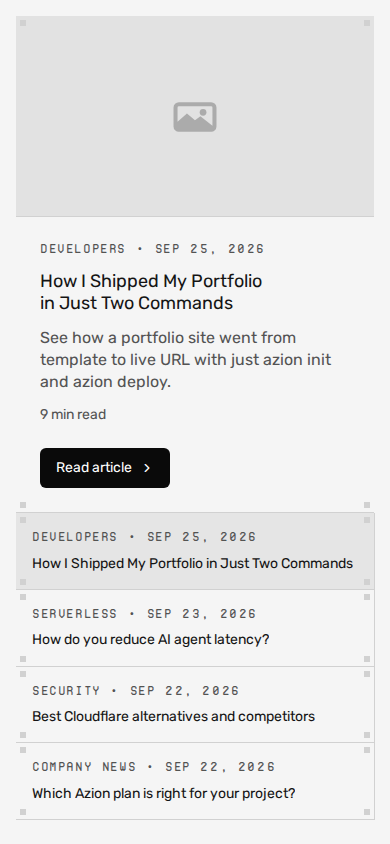 DEVELOPERS • SEP 25, 2026
How I Shipped My Portfolio
in Just Two Commands
See how a portfolio site went from
template to live URL with just azion init
and azion deploy.
9 min read
Read article
DEVELOPERS • SEP 25, 2026
How I Shipped My Portfolio in Just Two Commands
SERVERLESS • SEP 23, 2026
How do you reduce AI agent latency?
SECURITY • SEP 22, 2026
Best Cloudflare alternatives and competitors
COMPANY NEWS • SEP 22, 2026
Which Azion plan is right for your project?